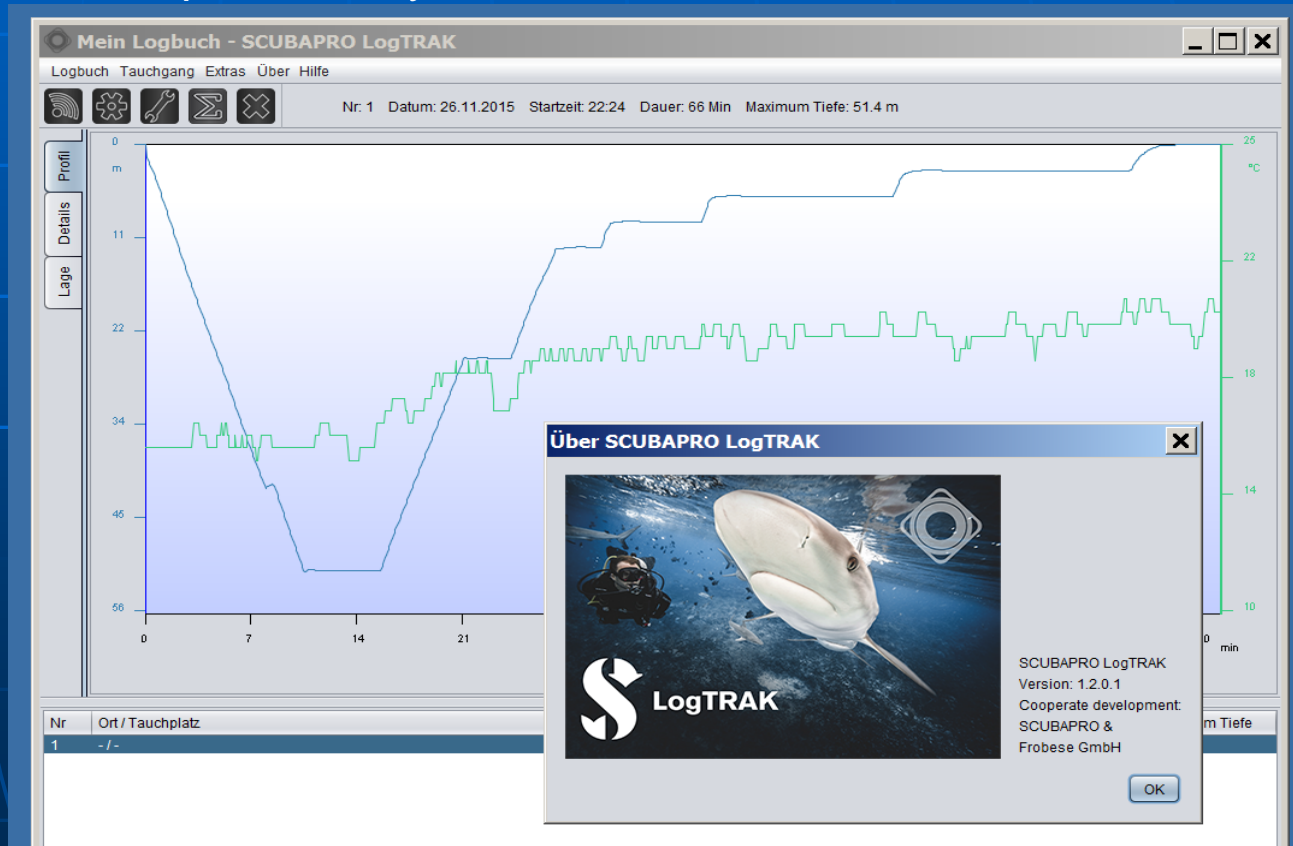 Mein Logbuch - SCUBAPRO LogTRAK
Logbuch Tauchgang Extras Über Hilfe
Nr: 1 Datum: 26.11.2015 Startzeit: 22:24 Dauer: 66 Min Maximum Tiefe: 51.4 m
Profil
Details
Lage
0
m
11
22
34
45
56
0 7 14 21
min
25
°C
22
18
14
10
Über SCUBAPRO LogTRAK
S LogTRAK
SCUBAPRO LogTRAK
Version: 1.2.0.1
Cooperate development:
SCUBAPRO &
Frobese GmbH
OK
Nr Ort / Tauchplatz m Tiefe
1 - / -